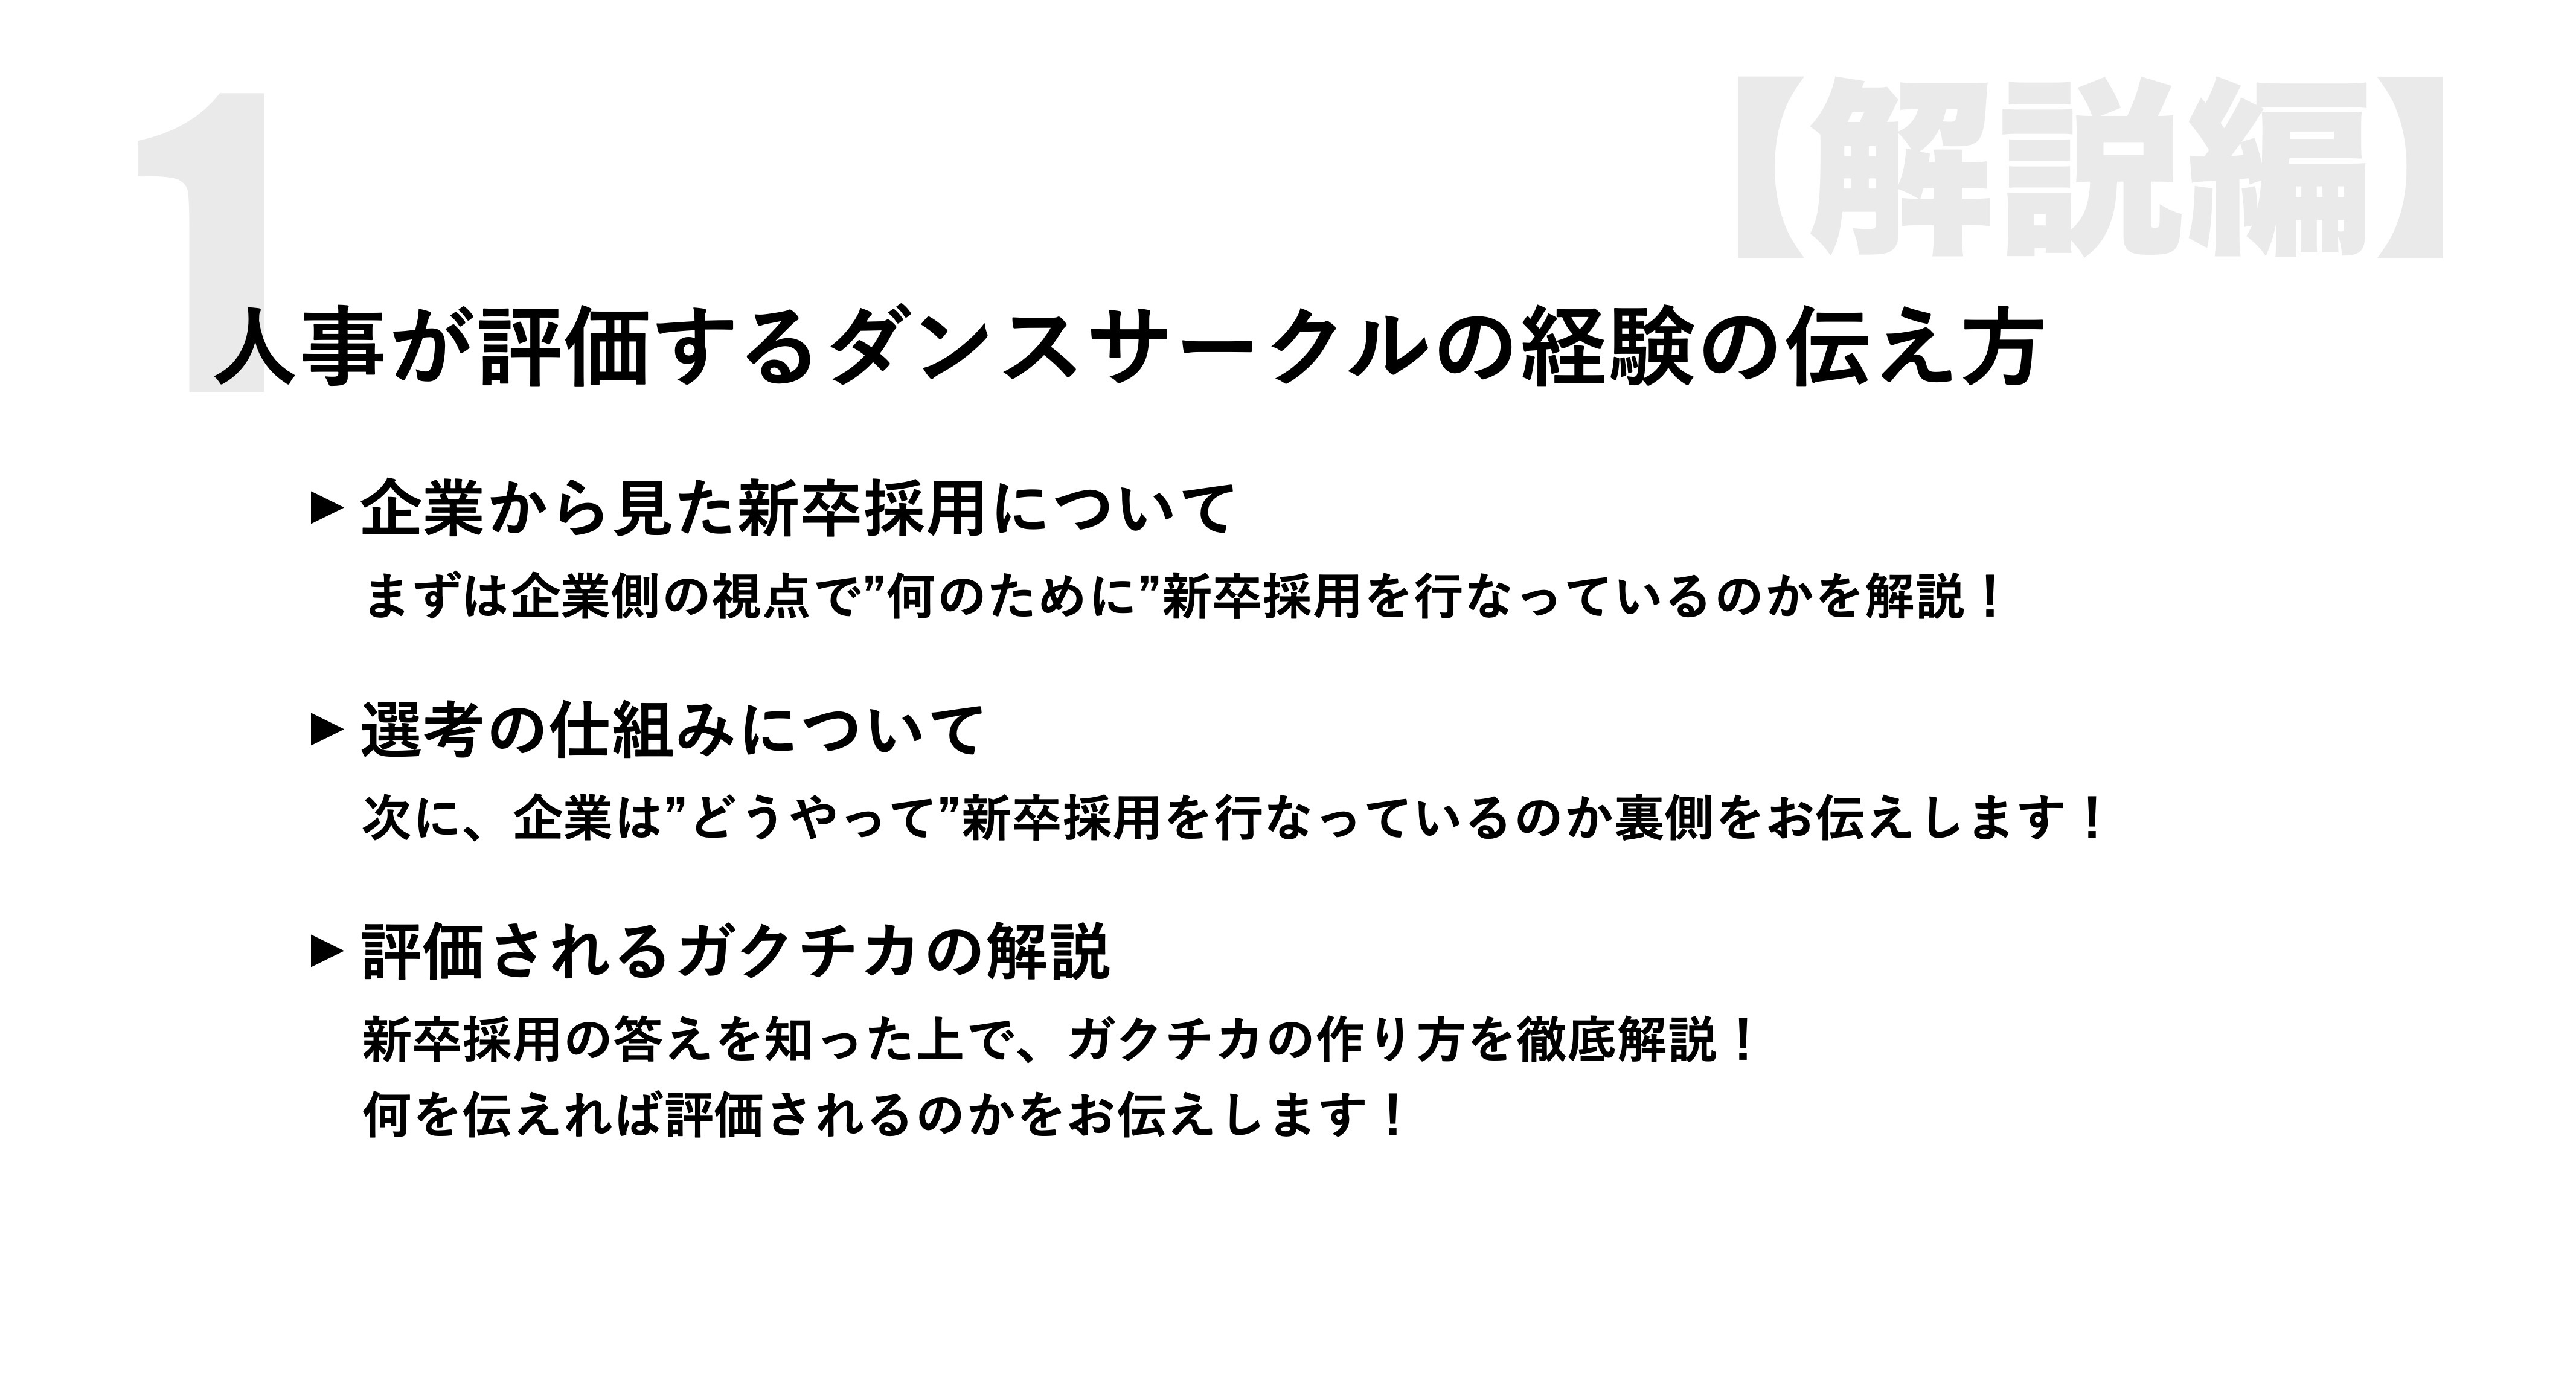 1
【解説編】
人事が評価するダンスサークルの経験の伝え方
▶ 企業から見た新卒採用について
まずは企業側の視点で”何のために”新卒採用を行なっているのかを解説！
▶ 選考の仕組みについて
次に、企業は”どうやって”新卒採用を行なっているのか裏側をお伝えします！
▶ 評価されるガクチカの解説
新卒採用の答えを知った上で、ガクチカの作り方を徹底解説！
何を伝えれば評価されるのかをお伝えします！